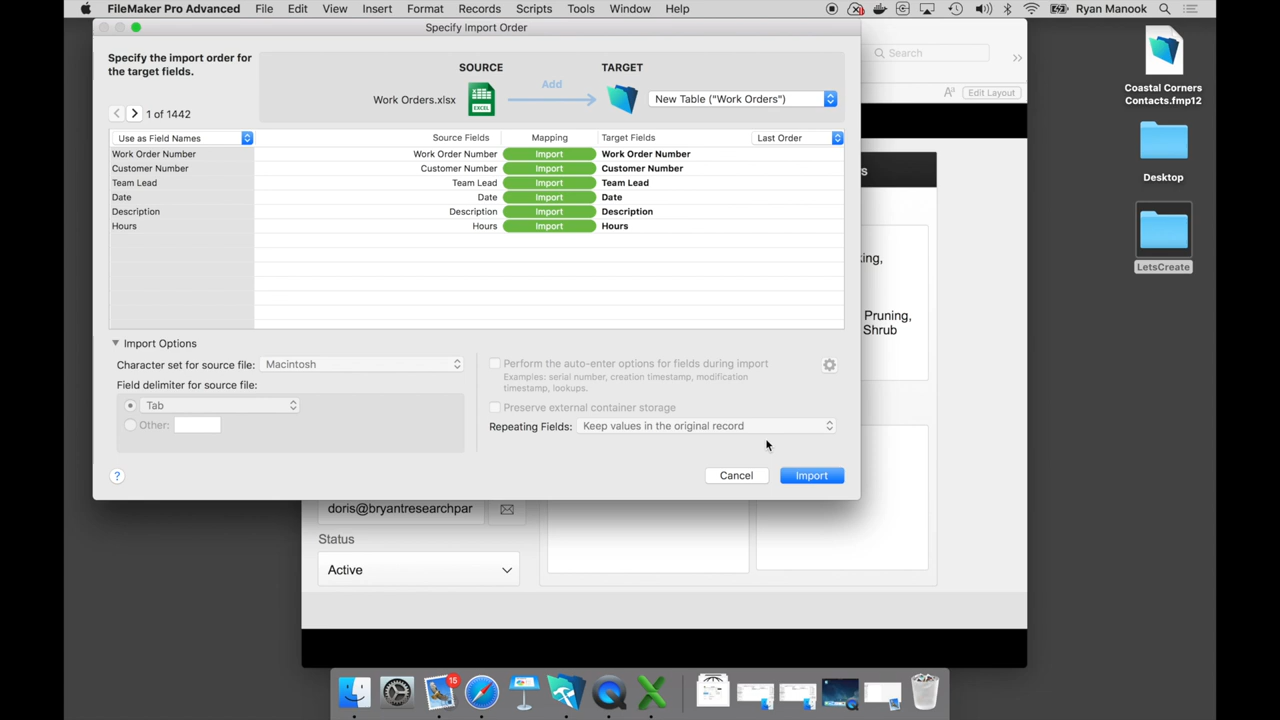 FileMaker Pro Advanced File Edit View Insert Format Records Scripts Tools Window Help Ryan Manook
Specify Import Order
Specify the import order for
the target fields.
SOURCE TARGET
Add
Work Orders.xlsx EXCEL New Table ("Work Orders")
1 of 1442
Use as Field Names Source Fields Mapping Target Fields Last Order
Work Order Number Work Order Number Import Work Order Number
Customer Number Customer Number Import Customer Number
Team Lead Team Lead Import Team Lead
Date Date Import Date
Description Description Import Description
Hours Hours Import Hours
Import Options
Character set for source file: Macintosh
Field delimiter for source file:
Tab
Other:
Perform the auto-enter options for fields during import
Examples: serial number, creation timestamp, modification
timestamp, lookups.
Preserve external container storage
Repeating Fields: Keep values in the original record
? Cancel Import
Search
Edit Layout
s
king,
Pruning,
Shrub
doris@bryantresearchpar
Status
Active
Coastal Corners
Contacts.fmp12
Desktop
LetsCreate
15